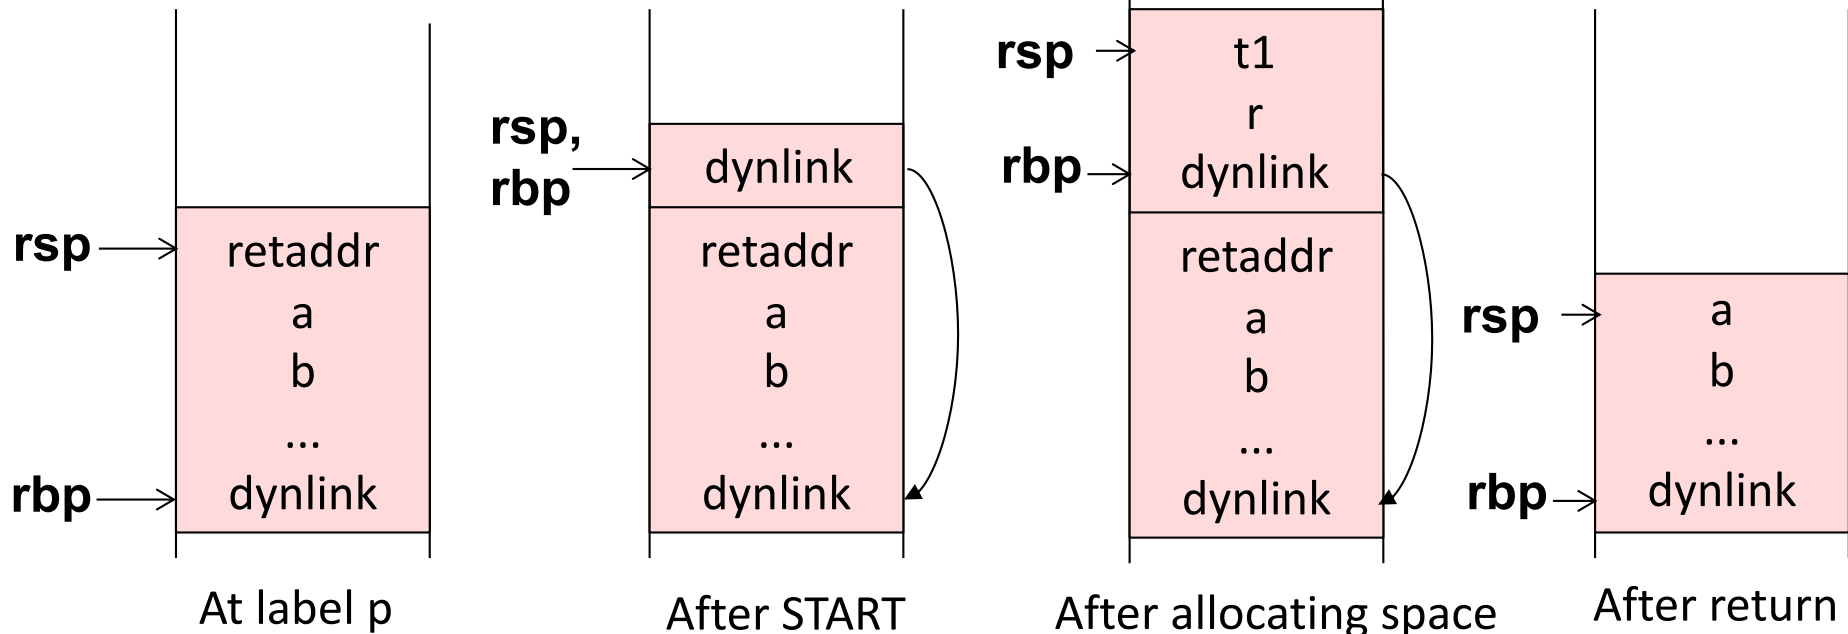 rsp
retaddr
a
b
...
rbp
dynlink
At label p
rsp,
rbp
dynlink
retaddr
a
b
...
dynlink
After START
rsp
t1
r
rbp
dynlink
retaddr
a
b
...
dynlink
After allocating space
rsp
a
b
...
rbp
dynlink
After return